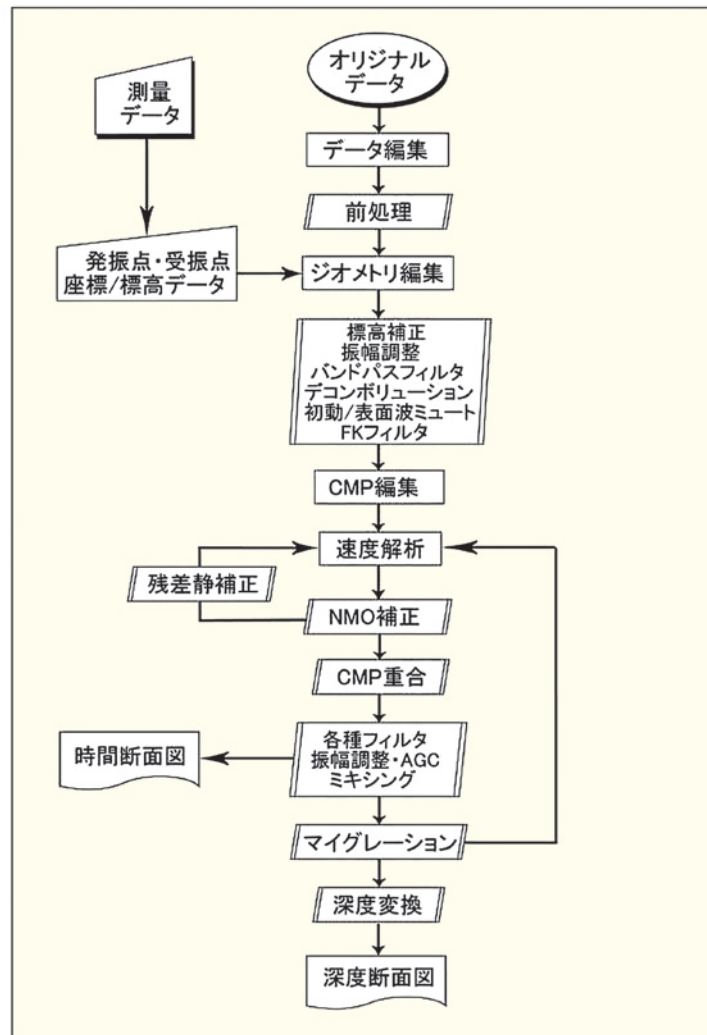 オリジナル
データ
測量
データ
データ編集
前処理
発振点・受振点
座標/標高データ
ジオメトリ編集
標高補正
振幅調整
バンドパスフィルタ
デコンボリューション
初動/表面波ミュート
FKフィルタ
CMP編集
速度解析
残差静補正
NMO補正
CMP重合
時間断面図
各種フィルタ
振幅調整・AGC
ミキシング
マイグレーション
深度変換
深度断面図